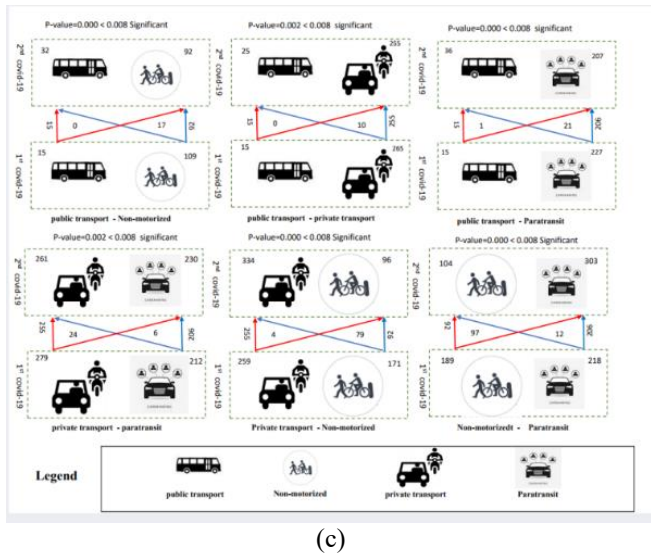 P-value=0.000 < 0.008 Significant
P-value=0.002 < 0.008 significant
P-value=0.000 < 0.008 significant
2nd covid-19
32
92
2nd covid-19
25
255
2nd covid-19
36
207
15
0
17
92
15
0
10
255
15
1
21
206
1st covid-19
15
109
1st covid-19
15
265
1st covid-19
15
227
public transport - Non-motorized
public transport - private transport
public transport - Paratransit
P-value=0.002 < 0.008 significant
P-value=0.000 < 0.008 Significant
P-value=0.000 < 0.008 Significant
2nd covid-19
261
230
2nd covid-19
334
96
2nd covid-19
104
303
255
24
6
206
255
4
79
92
92
97
12
206
1st covid-19
279
212
1st covid-19
259
171
1st covid-19
189
218
private transport - paratransit
Private transport - Non-Motorized
Non-motorizedt - Paratransit
Legend
public transport
Non-motorized
private transport
Paratransit
(c)